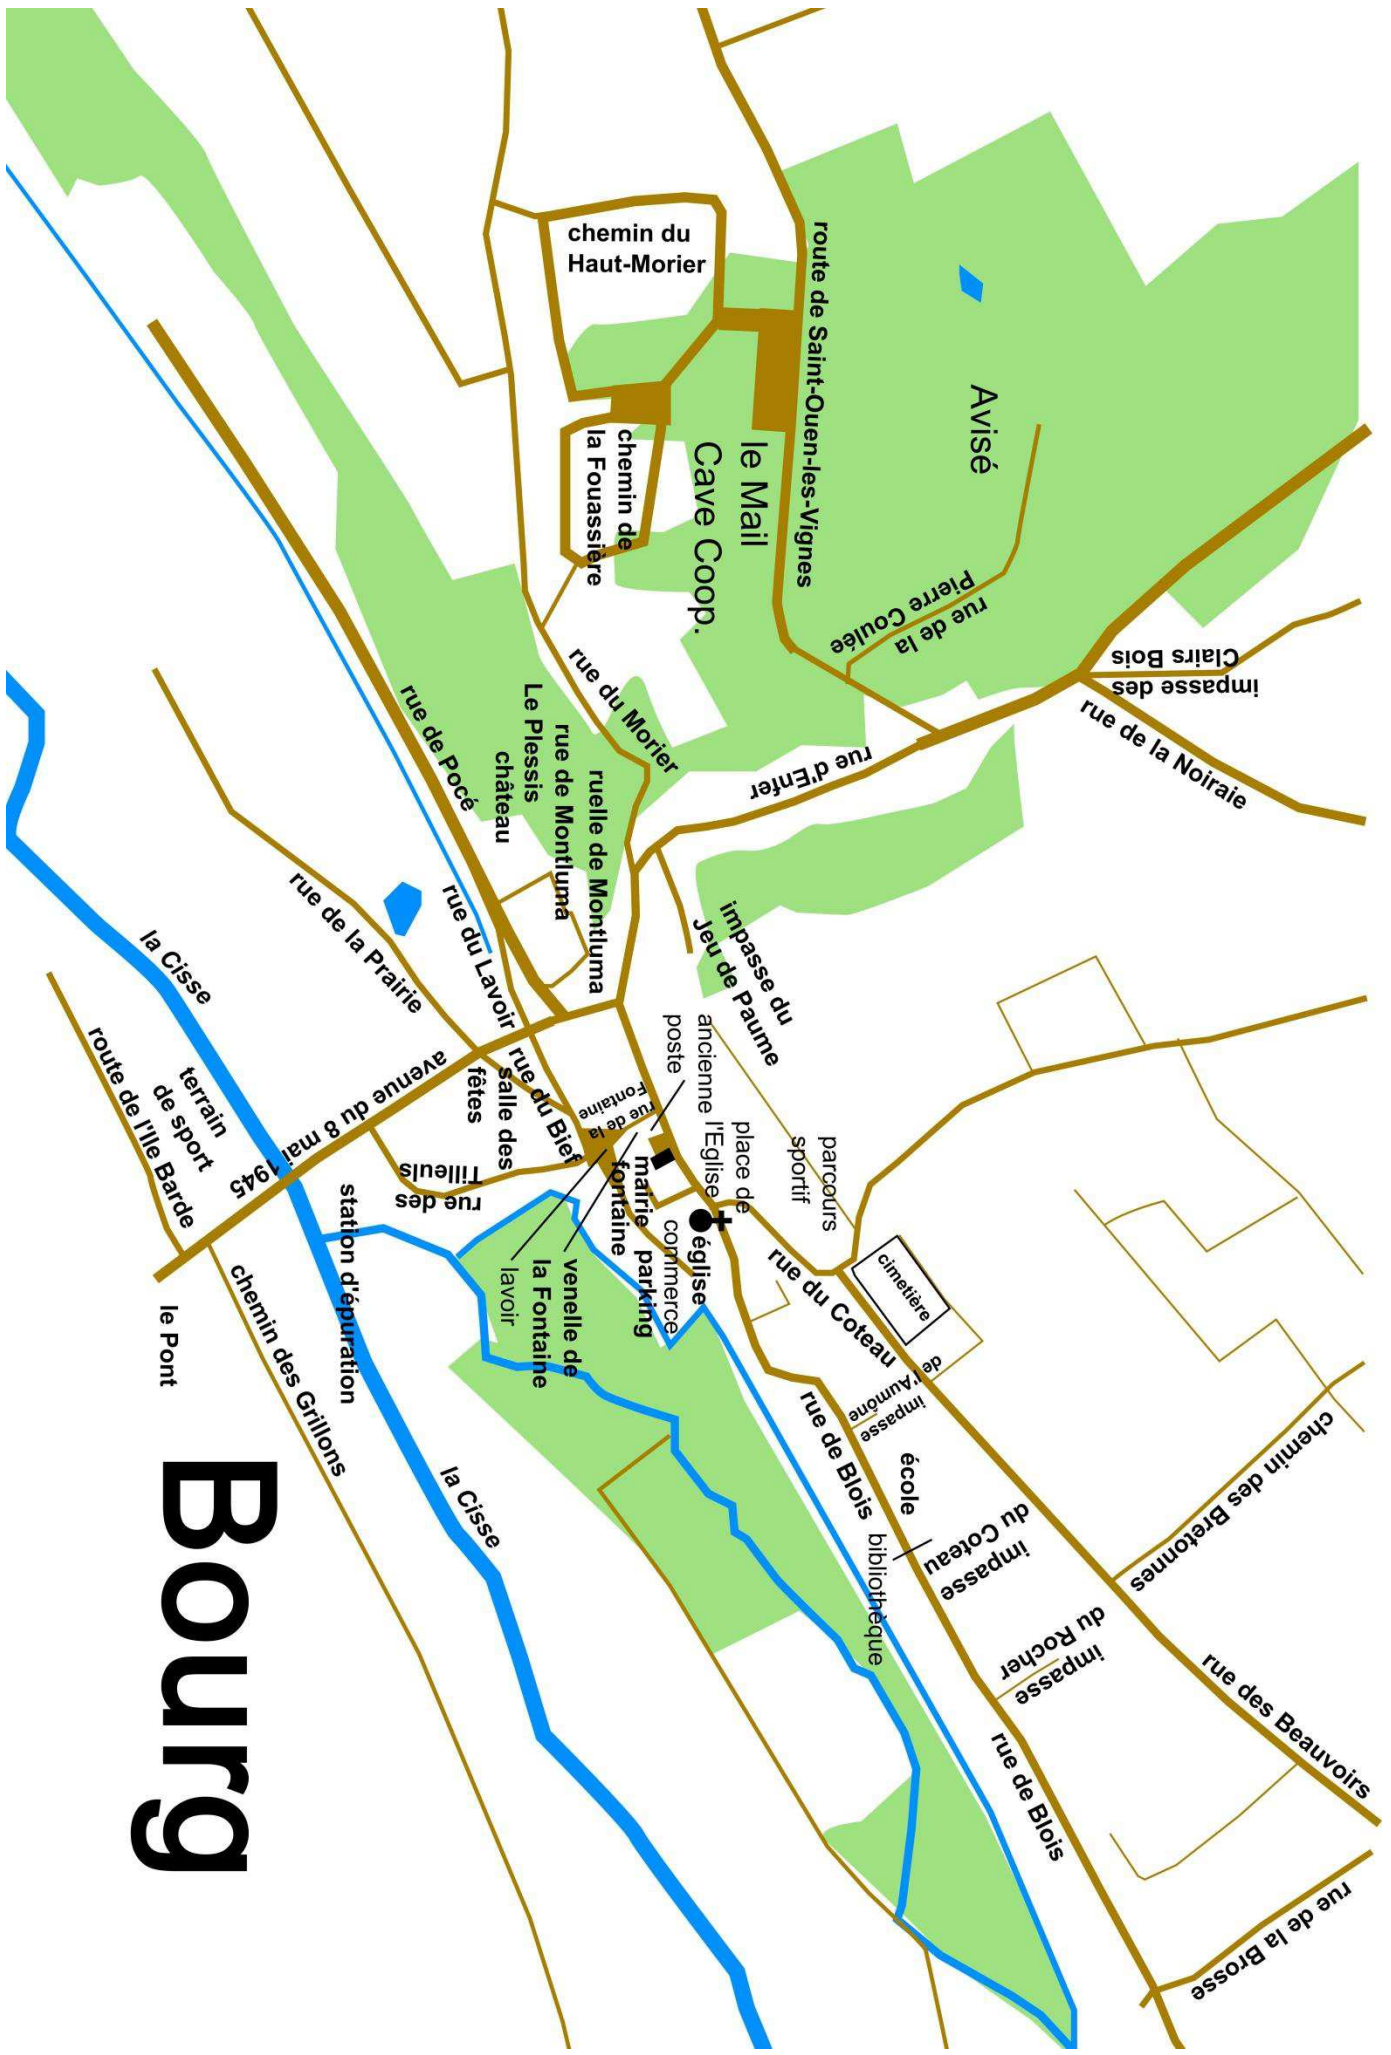 chemin du
Haut-Morier
route de Saint-Ouen-les-Vignes
Avisé
le Mail
Cave Coop.
chemin de
la Fouassière
rue de la
Pierre Coulée
impasse des
Clairs Bois
rue de la Noiraie
rue d'Enfer
rue du Morier
rue de Pocé
Le Plessis
château
rue de Montluma
ruelle de Montluma
impasse du
Jeu de Paume
rue de la Prairie
rue du Lavoir
la Cisse
route de l'Ile Barde
terrain
de sport
avenue du 8 mai 1945
rue du Bief
salle des
fêtes
rue des
Tilleuls
rue de la
Fontaine
ancienne
poste
place de
l'Eglise
parcours
sportif
mairie
fontaine
parking
commerce
église
venelle de
la Fontaine
lavoir
rue du Coteau
cimetière
impasse
de l'Aumône
station d'épuration
chemin des Grillons
le Pont
la Cisse
rue de Blois
école
bibliothèque
impasse
du Coteau
impasse
du Rocher
chemin des Bretonnes
rue des Beauvoirs
rue de Blois
rue de la Brosse
Bourg